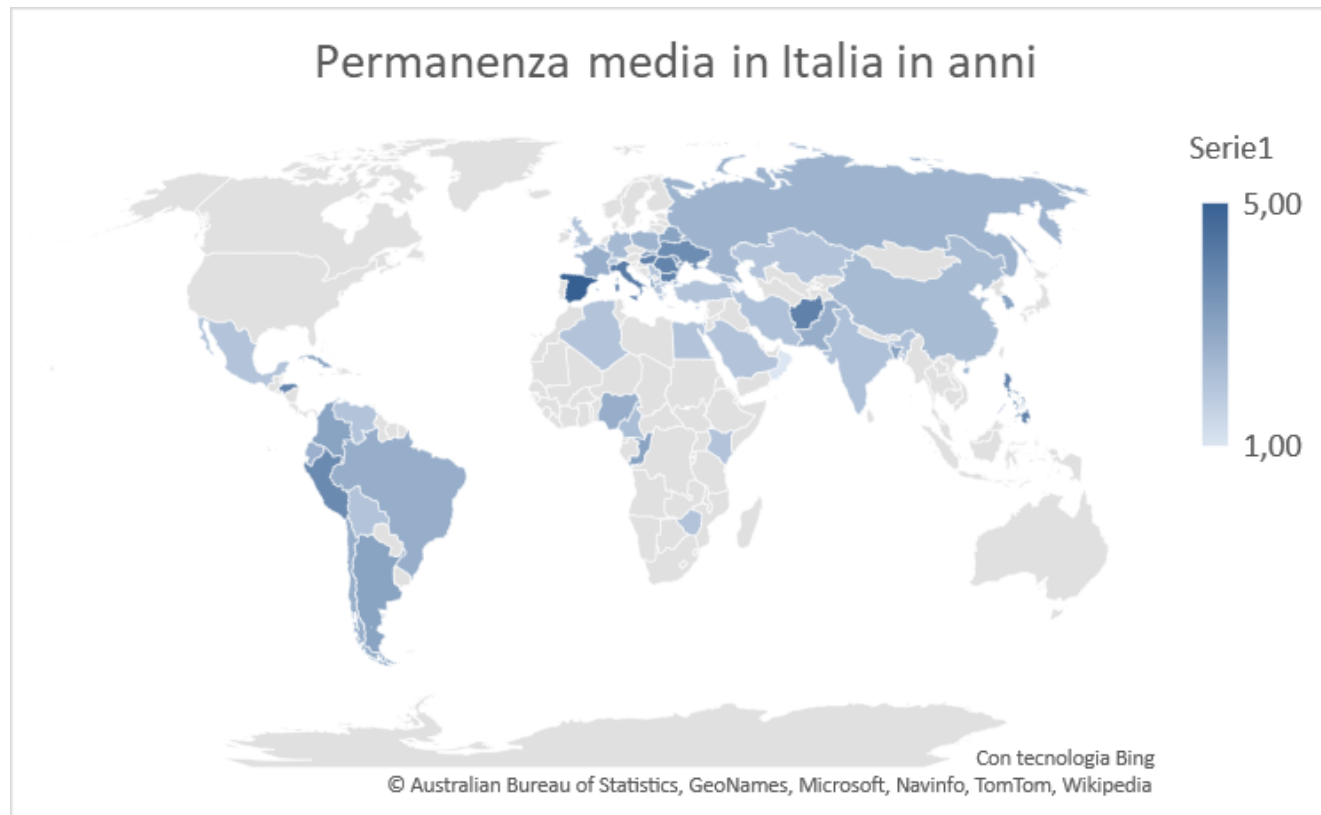 Permanenza media in Italia in anni
Serie1
5,00
1,00
Con tecnologia Bing
© Australian Bureau of Statistics, GeoNames, Microsoft, Navinfo, TomTom, Wikipedia